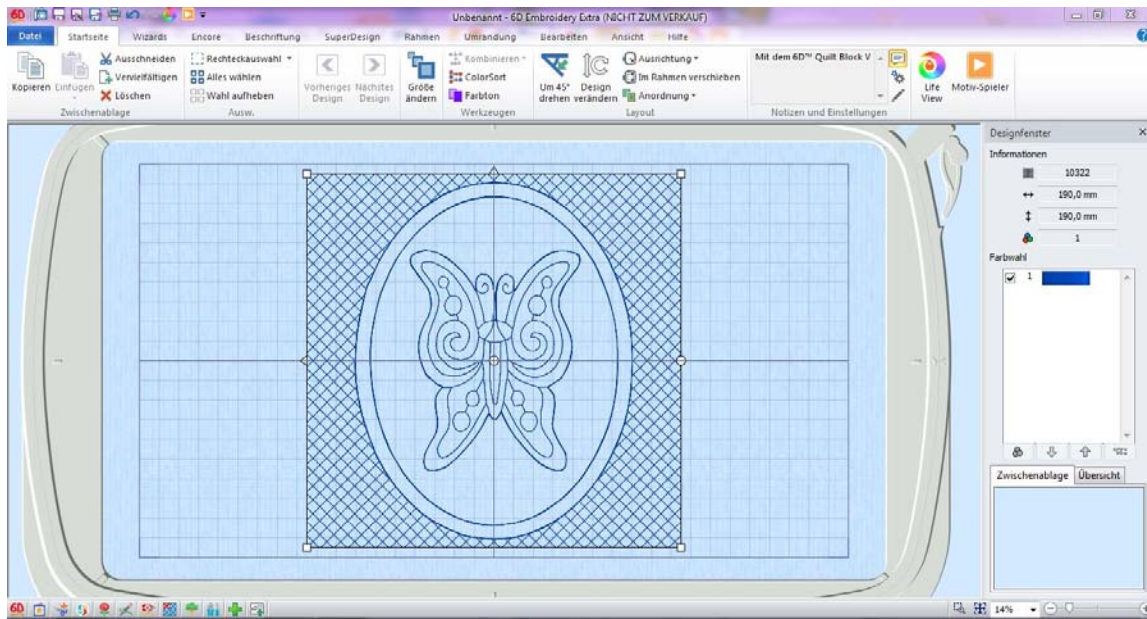 6D
Unbenannt - 6D Embroidery Extra (NICHT ZUM VERKAUF)
Datei Startseite Wizards Encore Beschriftung SuperDesign Rahmen Umrandung Bearbeiten Ansicht Hilfe
Kopieren
Einfügen
Ausschneiden
Vervielfältigen
Löschen
Zwischenablage
Rechteckauswahl
Alles wählen
Wahl aufheben
Ausw.
Vorheriges Design
Nächstes Design
Größe ändern
Kombinieren
ColorSort
Farbton
Werkzeugen
Um 45° drehen
Design verändern
Ausrichtung
Im Rahmen verschieben
Anordnung
Layout
Mit dem 6D™ Quilt Block V
Notizen und Einstellungen
Life View
Motiv-Spieler
Designfenster
Informationen
10322
190,0 mm
190,0 mm
1
Farbwahl
1
Zwischenablage Übersicht
6D
14%